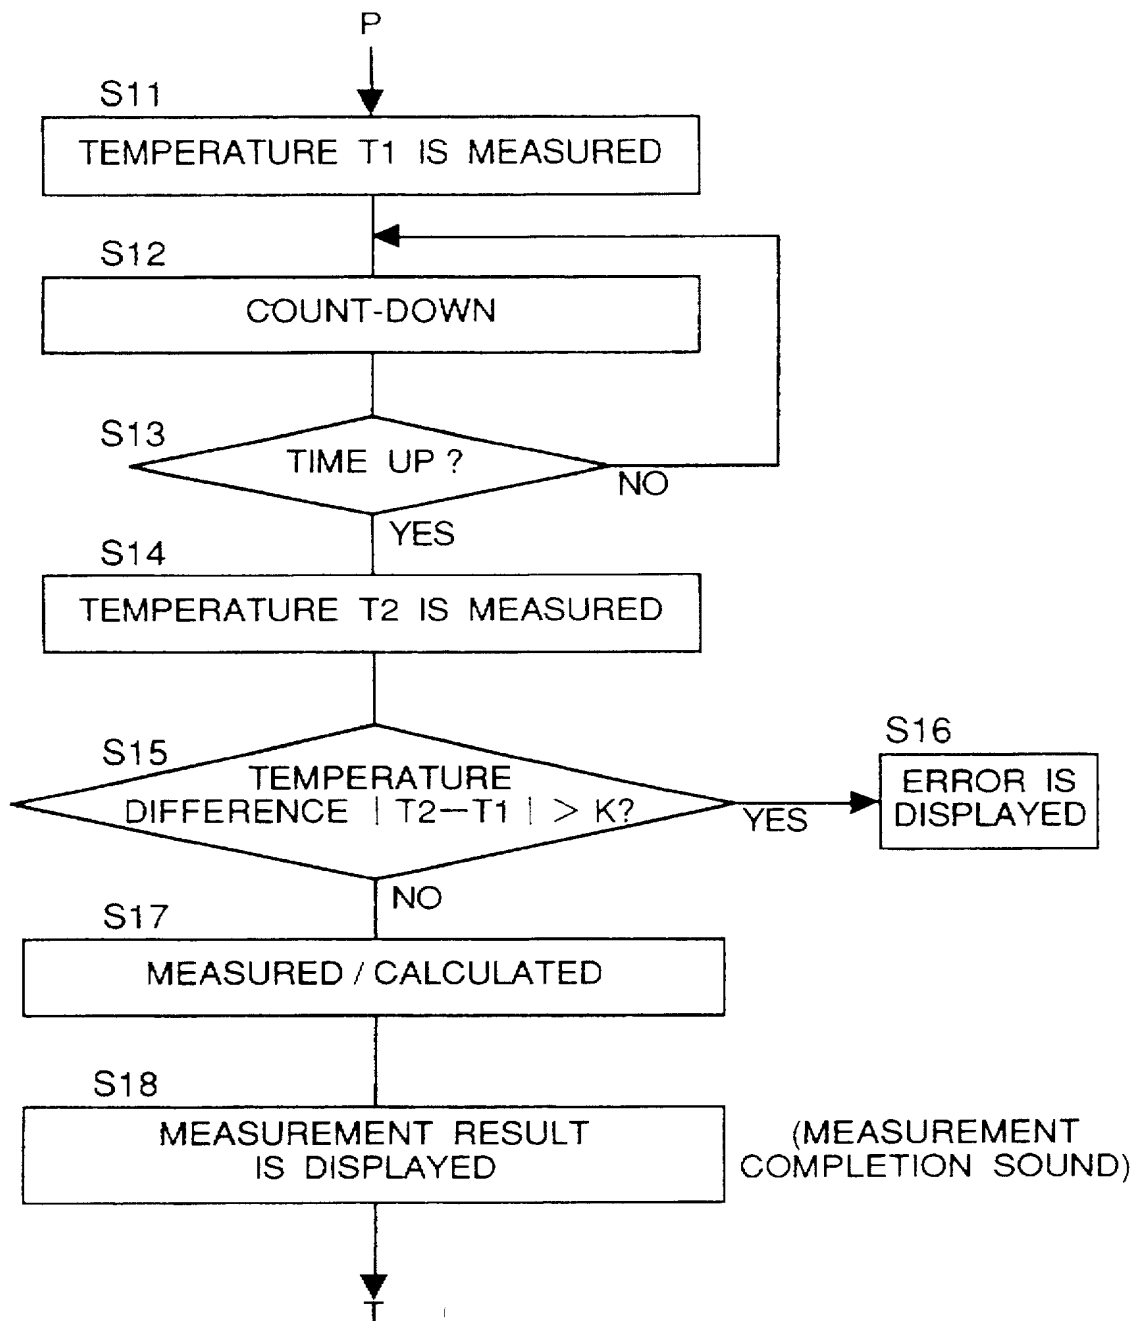 P
S11
TEMPERATURE T1 IS MEASURED
S12
COUNT-DOWN
S13
TIME UP ?
NO
YES
S14
TEMPERATURE T2 IS MEASURED
S15
TEMPERATURE
DIFFERENCE | T2−T1 | > K?
YES
S16
ERROR IS
DISPLAYED
NO
S17
MEASURED / CALCULATED
S18
MEASUREMENT RESULT
IS DISPLAYED
(MEASUREMENT
COMPLETION SOUND)
T